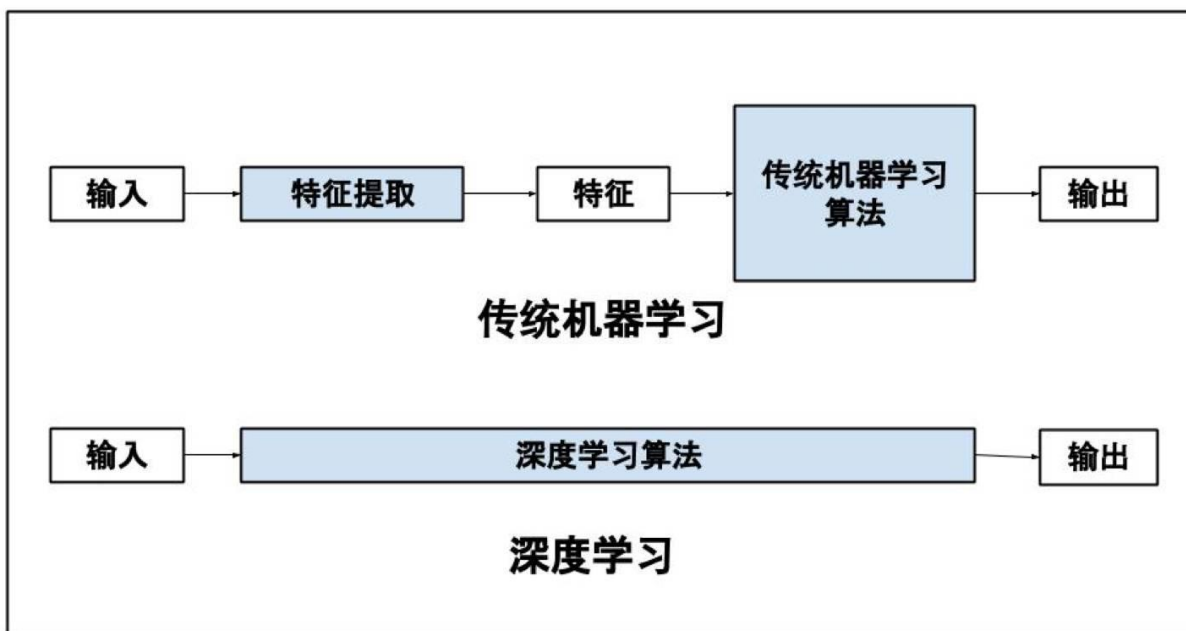 输入
特征提取
特征
传统机器学习
算法
输出
传统机器学习
输入
深度学习算法
输出
深度学习